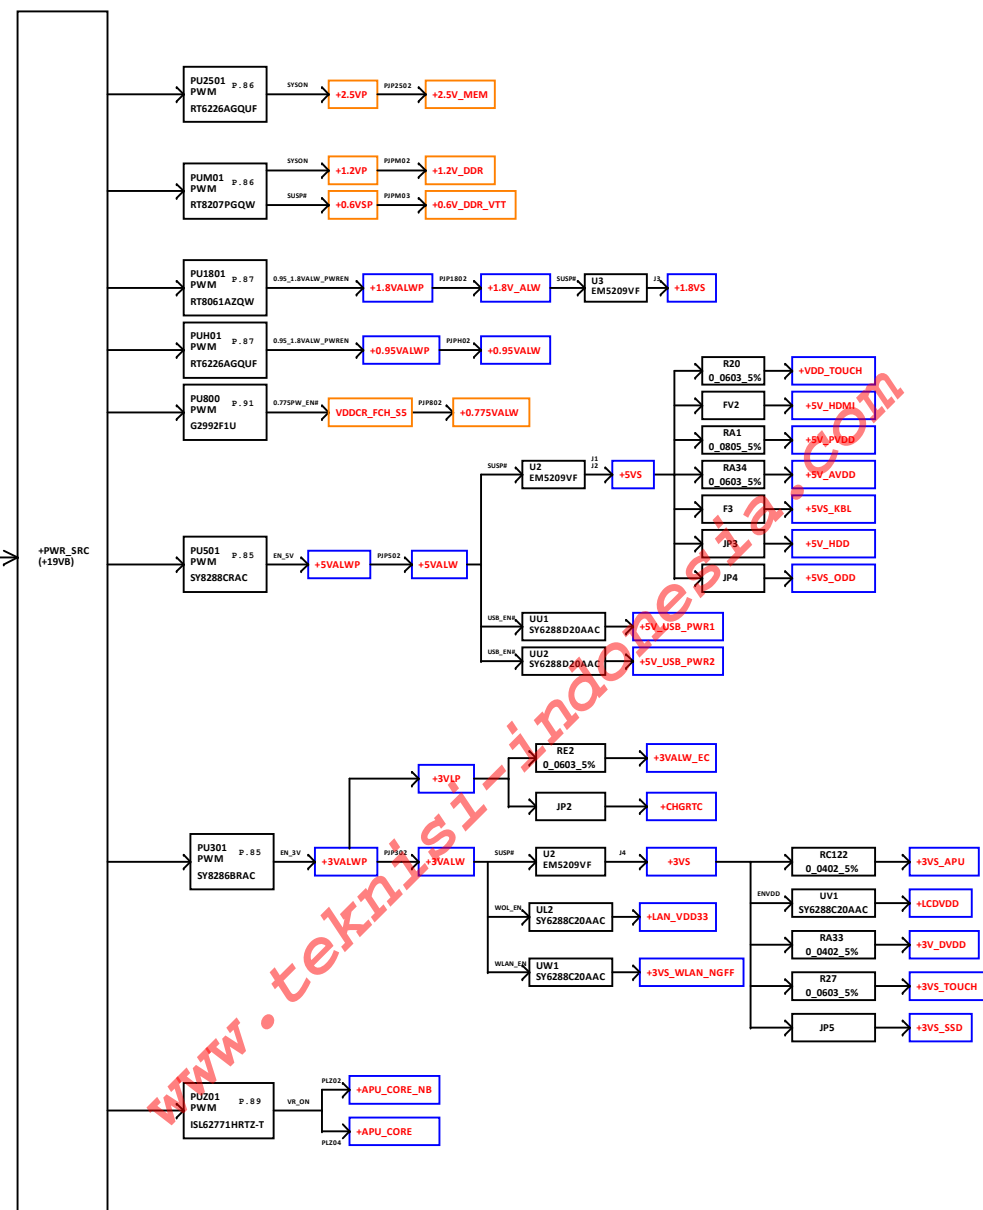 +PWR_SRC
(+19VB)
PU2501 P.86
PWM
RT6226AGQUF
SYSON
+2.5VP
PJP2502
+2.5V_MEM
PUM01 P.86
PWM
RT8207PGQW
SYSON
+1.2VP
PJPM02
+1.2V_DDR
SUSP#
+0.6VSP
PJPM03
+0.6V_DDR_VTT
PU1801 P.87
PWM
RT8061AZQW
0.95_1.8VALW_PWREN
+1.8VALWP
PJP1802
+1.8V_ALW
SUSP#
U3
EM5209VF
J3
+1.8VS
PUH01 P.87
PWM
RT6226AGQUF
0.95_1.8VALW_PWREN
+0.95VALWP
PJPH02
+0.95VALW
PU800 P.91
PWM
G2992F1U
0.775PW_EN#
VDDCR_FCH_S5
PJP802
+0.775VALW
PU501 P.85
PWM
SY8288CRAC
EN_5V
+5VALWP
PJP502
+5VALW
SUSP#
U2
EM5209VF
J1
J2
+5VS
R20
0_0603_5%
+VDD_TOUCH
FV2
+5V_HDMI
RA1
0_0805_5%
+5V_PVDD
RA34
0_0603_5%
+5V_AVDD
F3
+5VS_KBL
JP3
+5V_HDD
JP4
+5VS_ODD
USB_EN#
UU1
SY6288D20AAC
+5V_USB_PWR1
USB_EN#
UU2
SY6288D20AAC
+5V_USB_PWR2
PU301 P.85
PWM
SY8286BRAC
EN_3V
+3VALWP
+3VLP
RE2
0_0603_5%
+3VALW_EC
JP2
+CHGRTC
PJP302
+3VALW
SUSP#
U2
EM5209VF
J4
+3VS
RC122
0_0402_5%
+3VS_APU
ENVDD
UV1
SY6288C20AAC
+LCDVDD
RA33
0_0402_5%
+3V_DVDD
R27
0_0603_5%
+3VS_TOUCH
JP5
+3VS_SSD
WOL_EN
UL2
SY6288C20AAC
+LAN_VDD33
WLAN_EN
UW1
SY6288C20AAC
+3VS_WLAN_NGFF
PUZ01 P.89
PWM
ISL62771HRTZ-T
VR_ON
PLZ02
+APU_CORE_NB
PLZ04
+APU_CORE
www.teknisi-indonesia.com